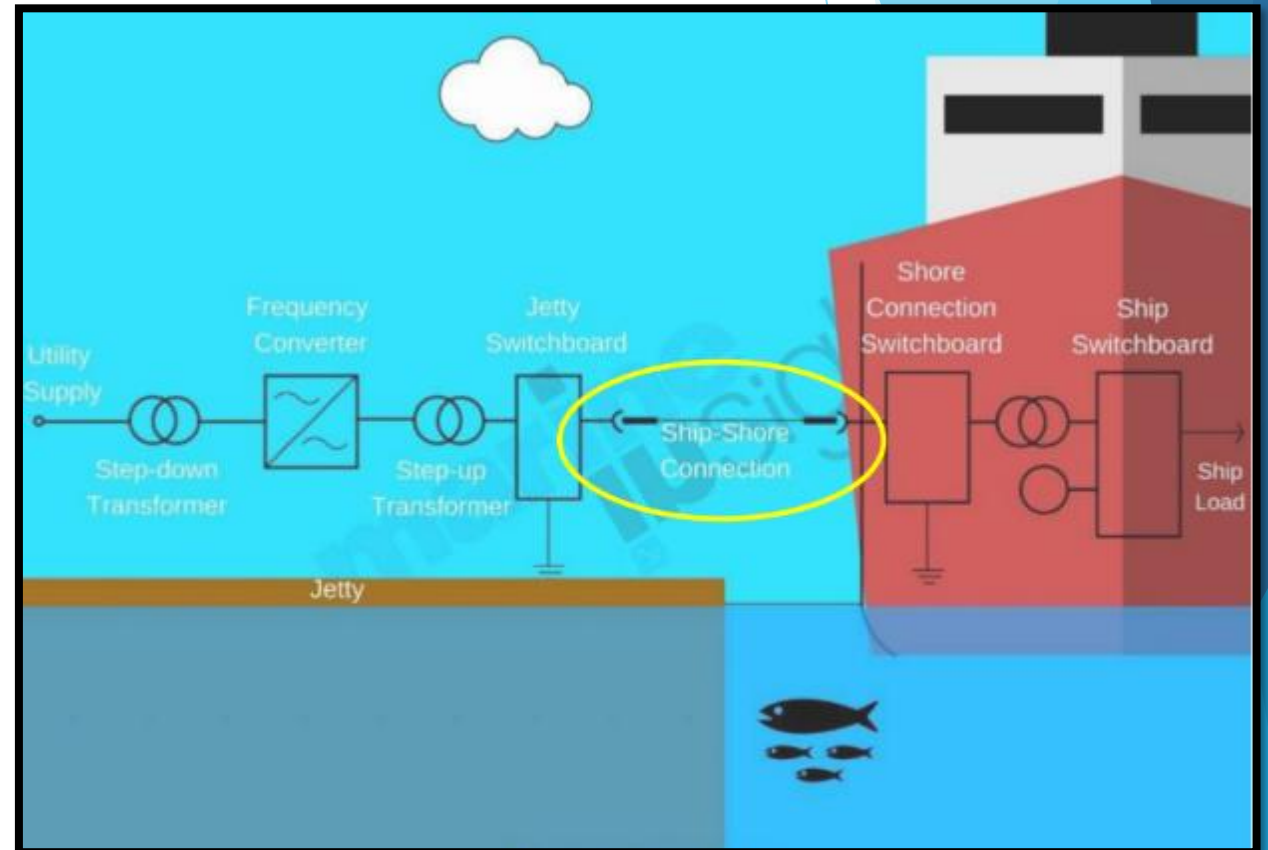 Utility
Supply
Step-down
Transformer
Frequency
Converter
Step-up
Transformer
Jetty
Switchboard
Ship-Shore
Connection
Shore
Connection
Switchboard
Ship
Switchboard
Ship
Load
Jetty